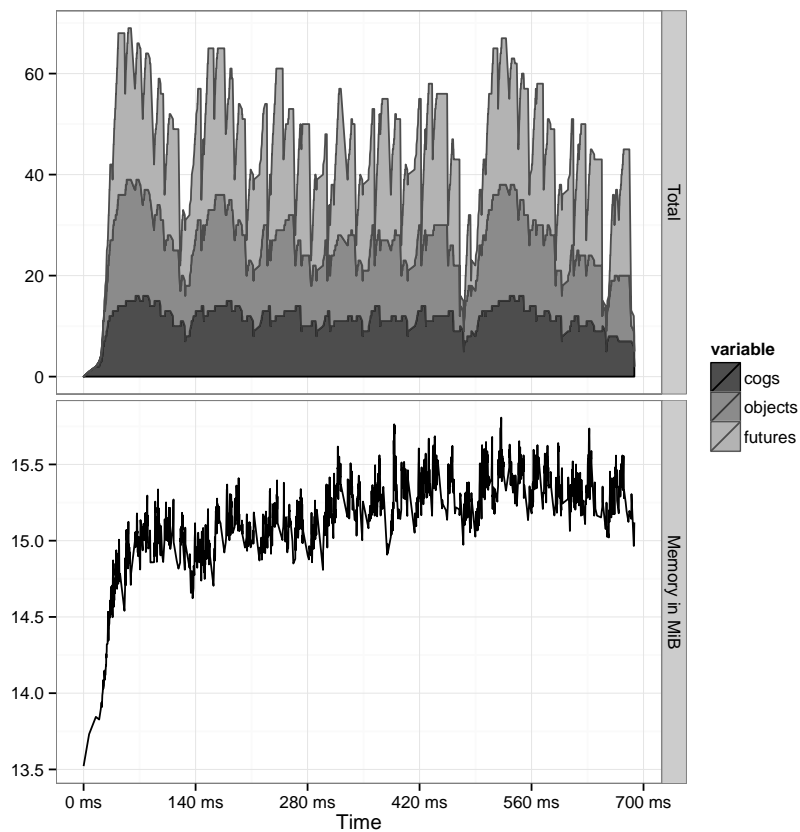 60
40
20
0
Total
variable
cogs
objects
futures
15.5
15.0
14.5
14.0
13.5
Memory in MiB
0 ms 140 ms 280 ms 420 ms 560 ms 700 ms
Time